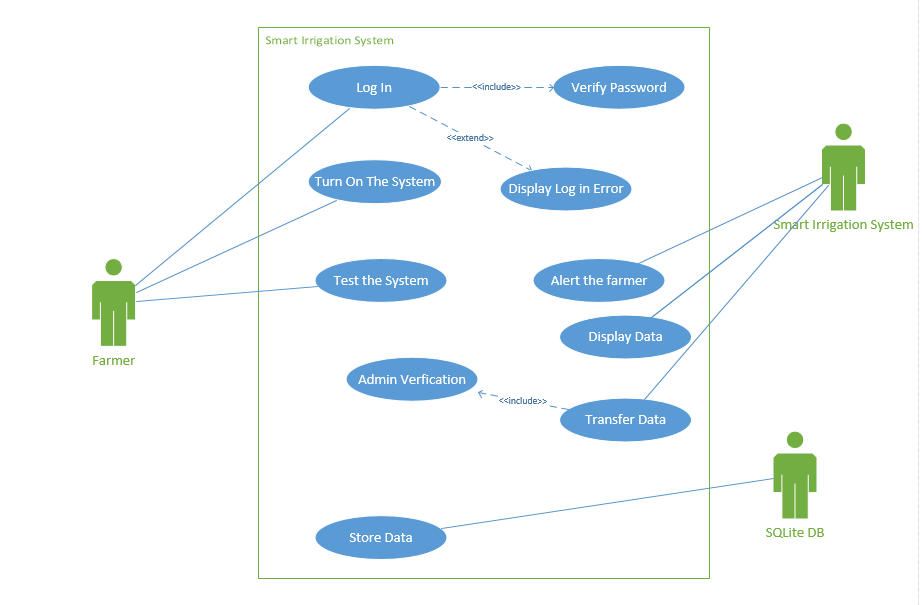 Smart Irrigation System
Log In
<<include>>
Verify Password
<<extend>>
Turn On The System
Display Log in Error
Smart Irrigation System
Test the System
Alert the farmer
Display Data
Farmer
Admin Verfication
<<include>>
Transfer Data
SQLite DB
Store Data